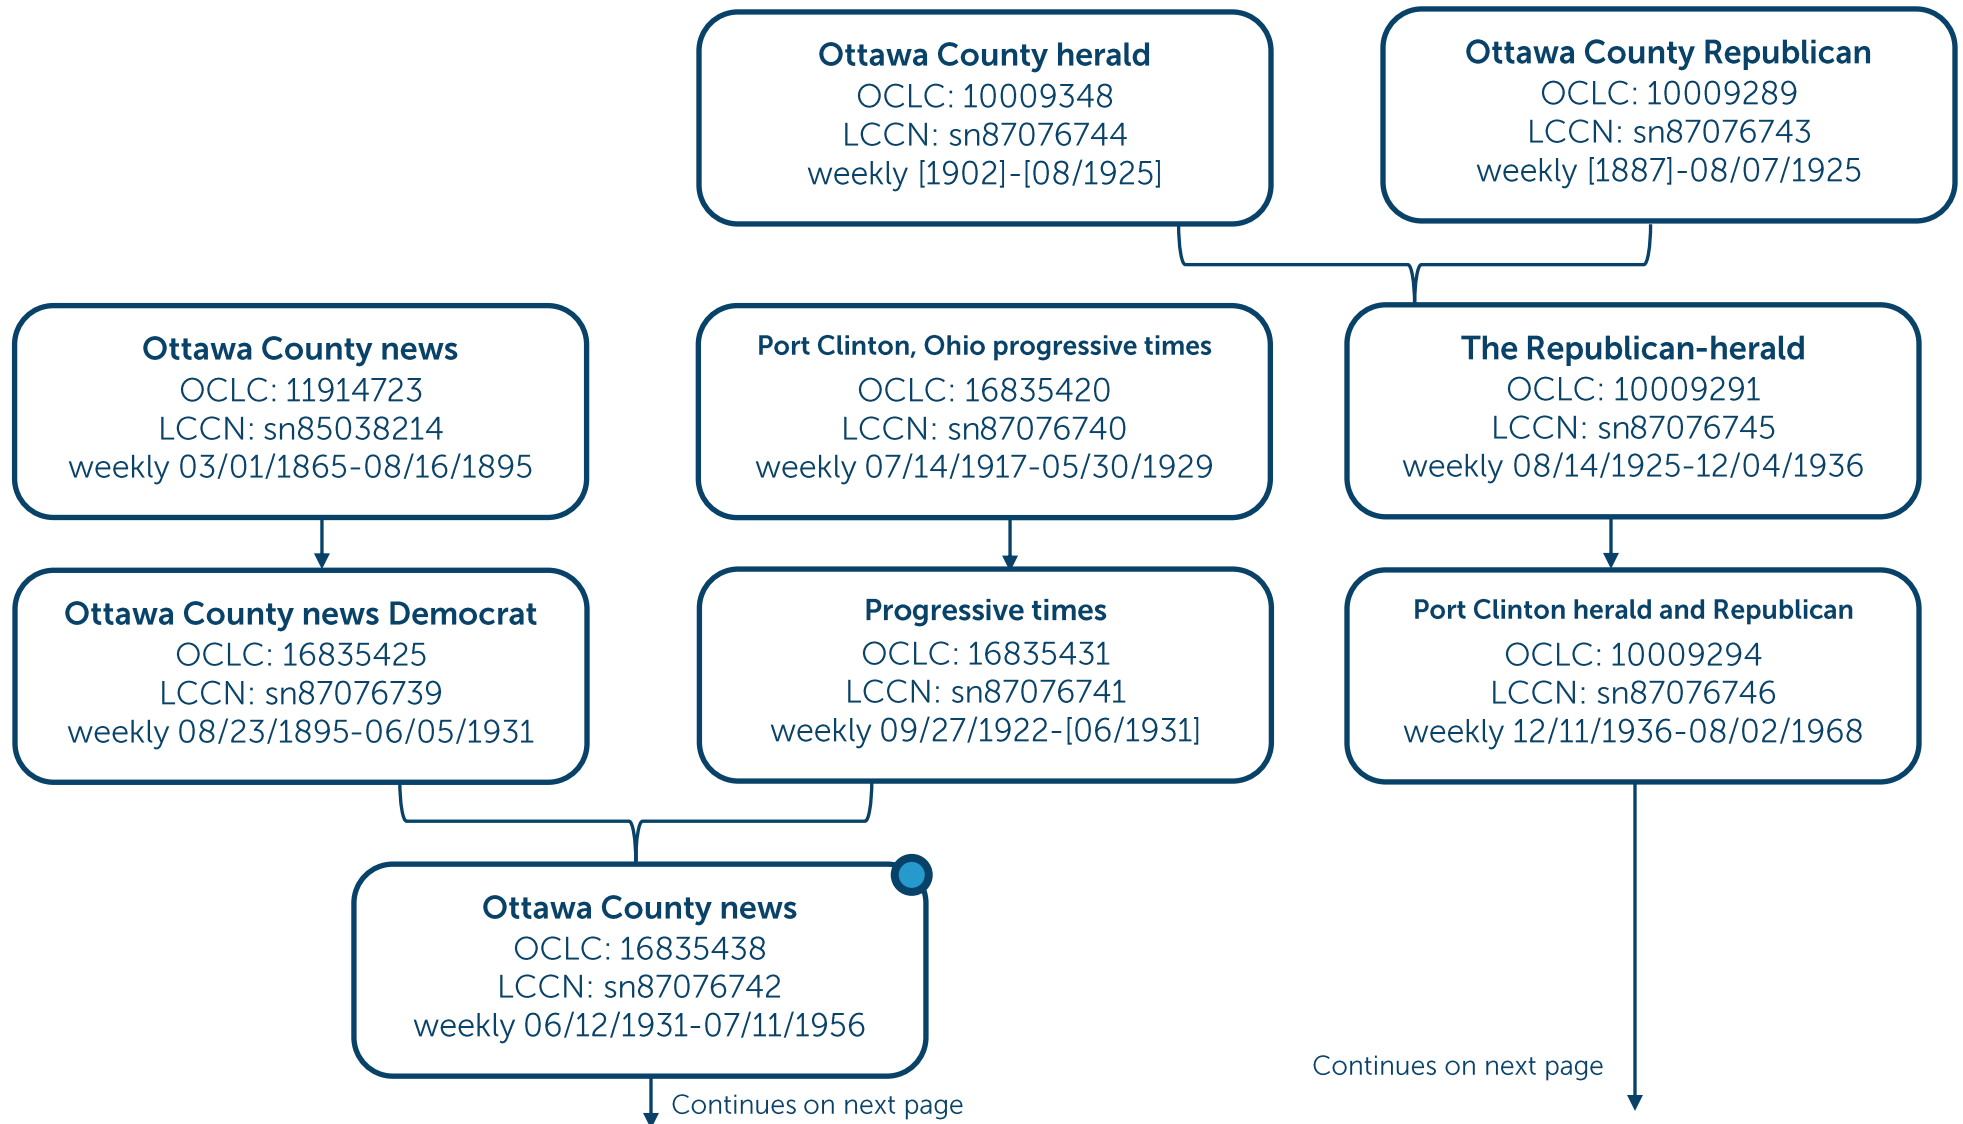 Ottawa County herald
OCLC: 10009348
LCCN: sn87076744
weekly [1902]-[08/1925]
Ottawa County Republican
OCLC: 10009289
LCCN: sn87076743
weekly [1887]-08/07/1925
Ottawa County news
OCLC: 11914723
LCCN: sn85038214
weekly 03/01/1865-08/16/1895
Port Clinton, Ohio progressive times
OCLC: 16835420
LCCN: sn87076740
weekly 07/14/1917-05/30/1929
The Republican-herald
OCLC: 10009291
LCCN: sn87076745
weekly 08/14/1925-12/04/1936
Ottawa County news Democrat
OCLC: 16835425
LCCN: sn87076739
weekly 08/23/1895-06/05/1931
Progressive times
OCLC: 16835431
LCCN: sn87076741
weekly 09/27/1922-[06/1931]
Port Clinton herald and Republican
OCLC: 10009294
LCCN: sn87076746
weekly 12/11/1936-08/02/1968
Ottawa County news
OCLC: 16835438
LCCN: sn87076742
weekly 06/12/1931-07/11/1956
Continues on next page
Continues on next page